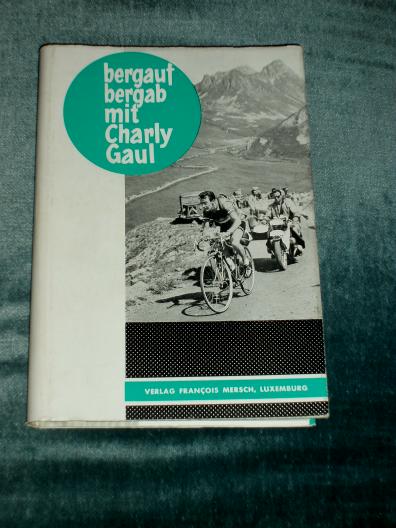 bergauf
bergab
mit
Charly
Gaul
VERLAG FRANÇOIS MERSCH, LUXEMBURG